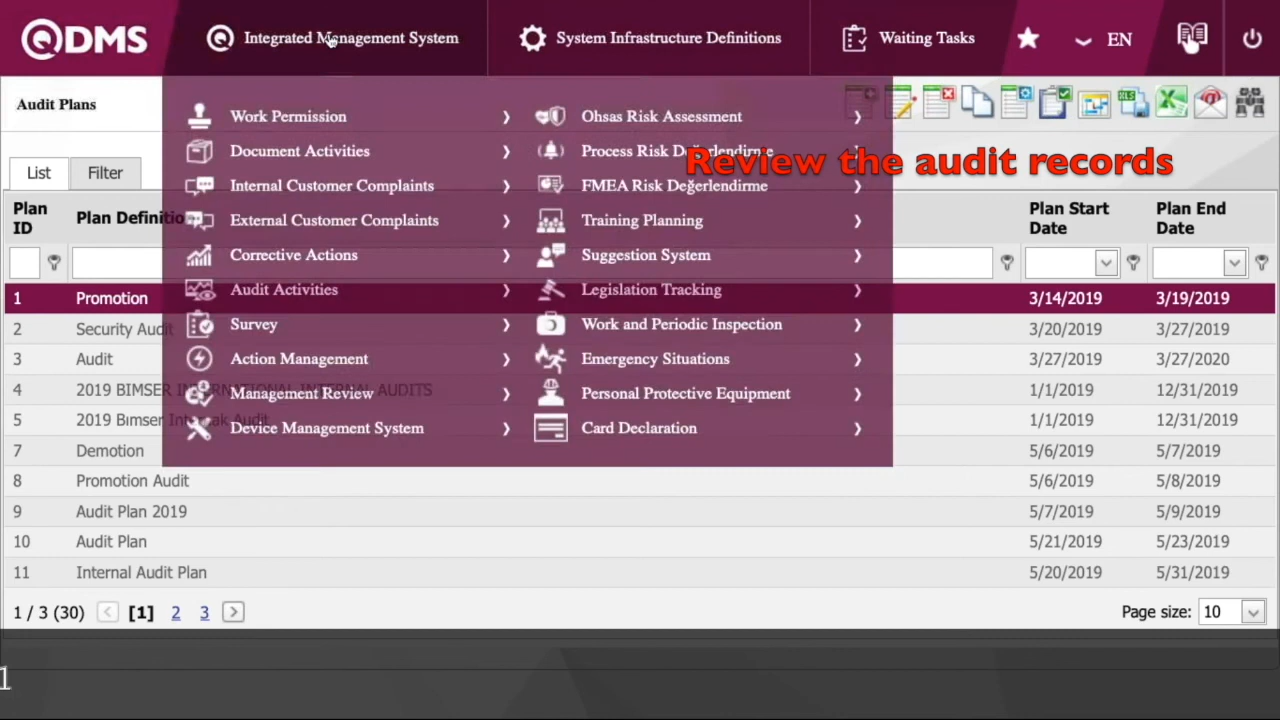 QDMS
Integrated Management System
System Infrastructure Definitions
Waiting Tasks
EN
Audit Plans
Work Permission
Ohsas Risk Assessment
Document Activities
Process Risk Değerlendirme
Review the audit records
List
Filter
Internal Customer Complaints
FMEA Risk Değerlendirme
Plan ID
Plan Definitio
External Customer Complaints
Training Planning
Plan Start Date
Plan End Date
Corrective Actions
Suggestion System
Audit Activities
Legislation Tracking
1 Promotion 3/14/2019 3/19/2019
Survey
Work and Periodic Inspection
2 Security Audit 3/20/2019 3/27/2019
Action Management
Emergency Situations
3 Audit 3/27/2019 3/27/2020
Management Review
Personal Protective Equipment
4 2019 BIMSER INTERNATIONAL INTERNAL AUDITS 1/1/2019 12/31/2019
Device Management System
Card Declaration
5 2019 Bimser Audit 1/1/2019 12/31/2019
7 Demotion 5/6/2019 5/7/2019
8 Promotion Audit 5/6/2019 5/8/2019
9 Audit Plan 2019 5/7/2019 5/9/2019
10 Audit Plan 5/21/2019 5/23/2019
11 Internal Audit Plan 5/20/2019 5/31/2019
1 / 3 (30) [1] 2 3
Page size: 10
1